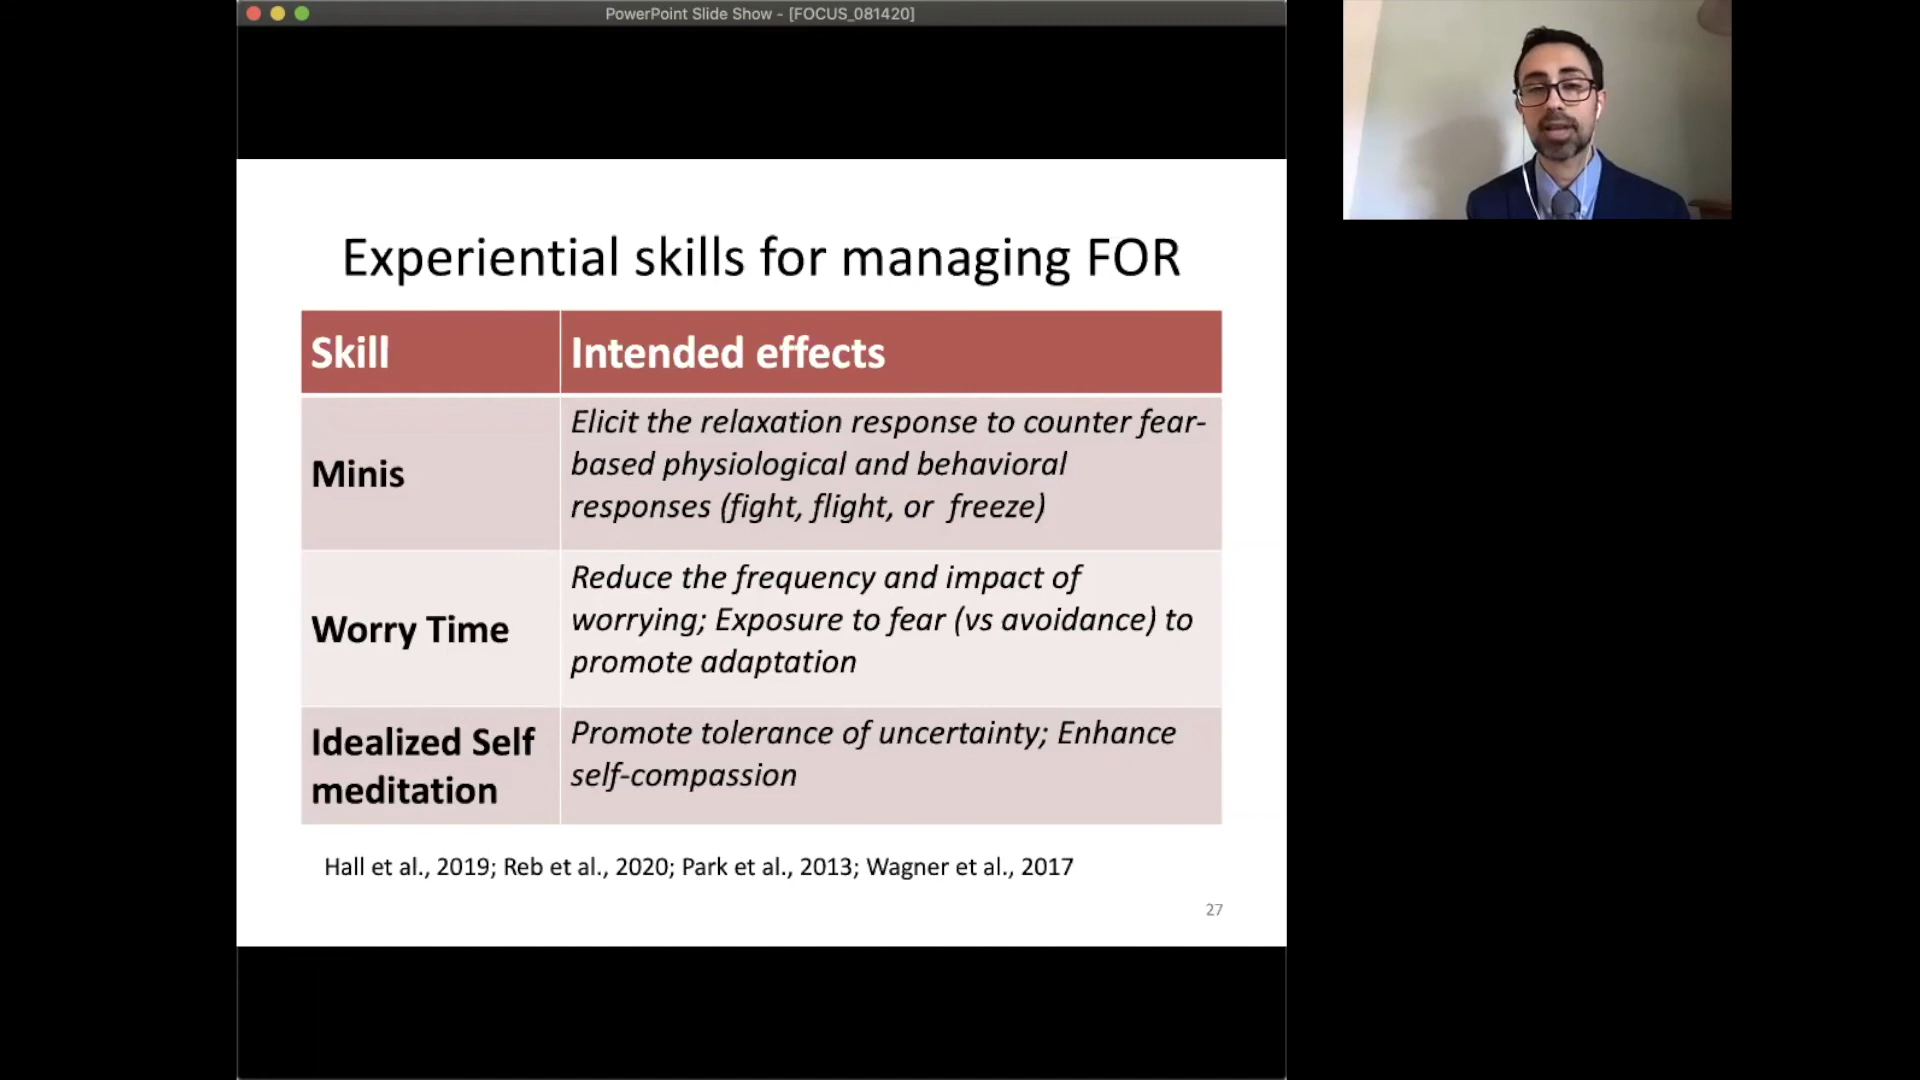 PowerPoint Slide Show - [FOCUS_081420]
Experiential skills for managing FOR
Skill
Intended effects
Minis
Elicit the relaxation response to counter fear-
based physiological and behavioral
responses (fight, flight, or freeze)
Worry Time
Reduce the frequency and impact of
worrying; Exposure to fear (vs avoidance) to
promote adaptation
Idealized Self
meditation
Promote tolerance of uncertainty; Enhance
self-compassion
Hall et al., 2019; Reb et al., 2020; Park et al., 2013; Wagner et al., 2017
27